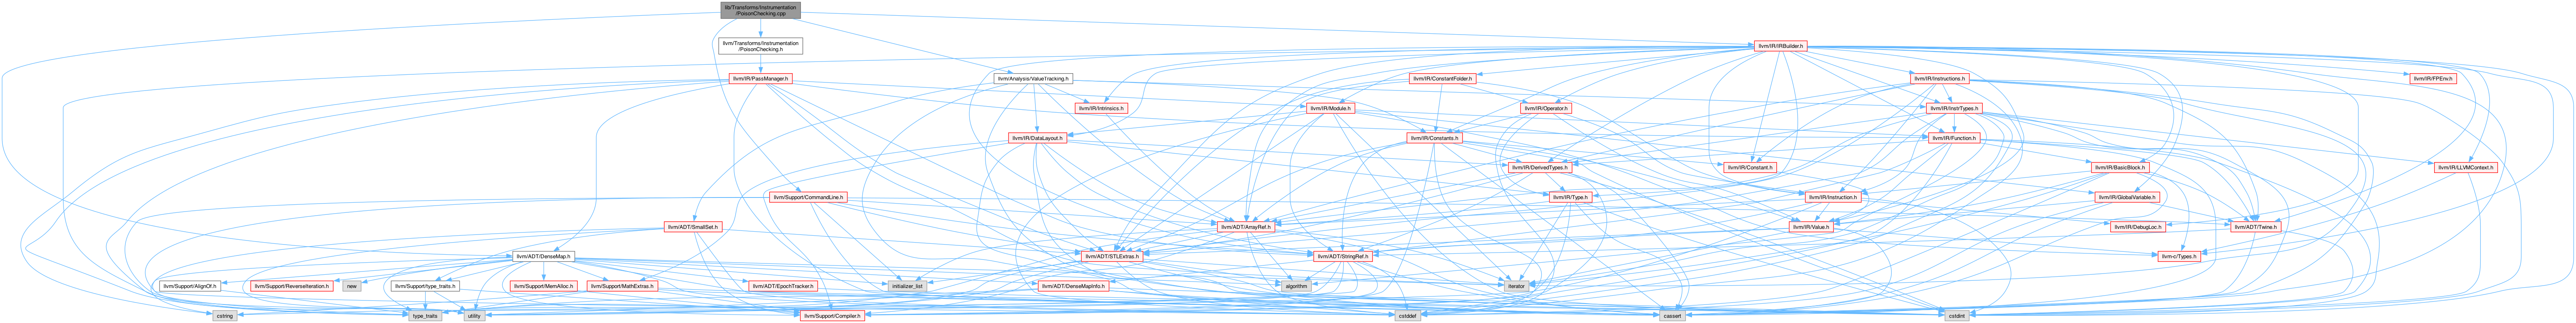 lib/Transforms/Instrumentation
/PoisonChecking.cpp
llvm/Transforms/Instrumentation
/PoisonChecking.h
llvm/IR/IRBuilder.h
llvm/IR/PassManager.h
llvm/Analysis/ValueTracking.h
llvm/IR/ConstantFolder.h
llvm/IR/Instructions.h
llvm/IR/FPEnv.h
llvm/IR/Intrinsics.h
llvm/IR/Module.h
llvm/IR/Operator.h
llvm/IR/InstrTypes.h
llvm/IR/DataLayout.h
llvm/IR/Constants.h
llvm/IR/Function.h
llvm/IR/DerivedTypes.h
llvm/IR/Constant.h
llvm/IR/BasicBlock.h
llvm/IR/LLVMContext.h
llvm/Support/CommandLine.h
llvm/IR/Type.h
llvm/IR/Instruction.h
llvm/IR/GlobalVariable.h
llvm/ADT/SmallSet.h
llvm/ADT/ArrayRef.h
llvm/IR/Value.h
llvm/IR/DebugLoc.h
llvm/ADT/Twine.h
llvm/ADT/DenseMap.h
llvm/ADT/STLExtras.h
llvm/ADT/StringRef.h
llvm-c/Types.h
llvm/Support/AlignOf.h
llvm/Support/ReverseIteration.h
new
llvm/Support/type_traits.h
llvm/Support/MemAlloc.h
llvm/Support/MathExtras.h
llvm/ADT/EpochTracker.h
initializer_list
llvm/ADT/DenseMapInfo.h
algorithm
iterator
cstring
type_traits
utility
llvm/Support/Compiler.h
cstddef
cassert
cstdint